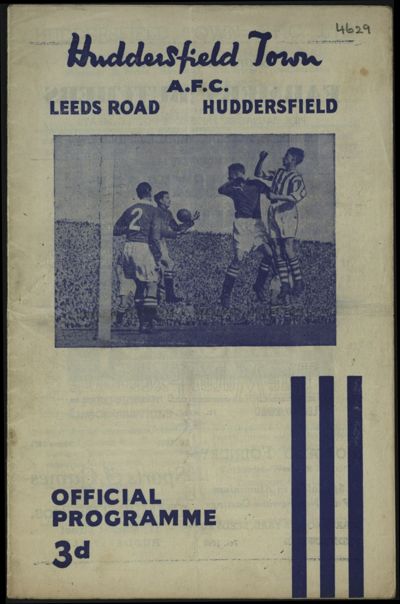 4629
Huddersfield Town
A.F.C.
LEEDS ROAD HUDDERSFIELD
2
OFFICIAL
PROGRAMME
3d